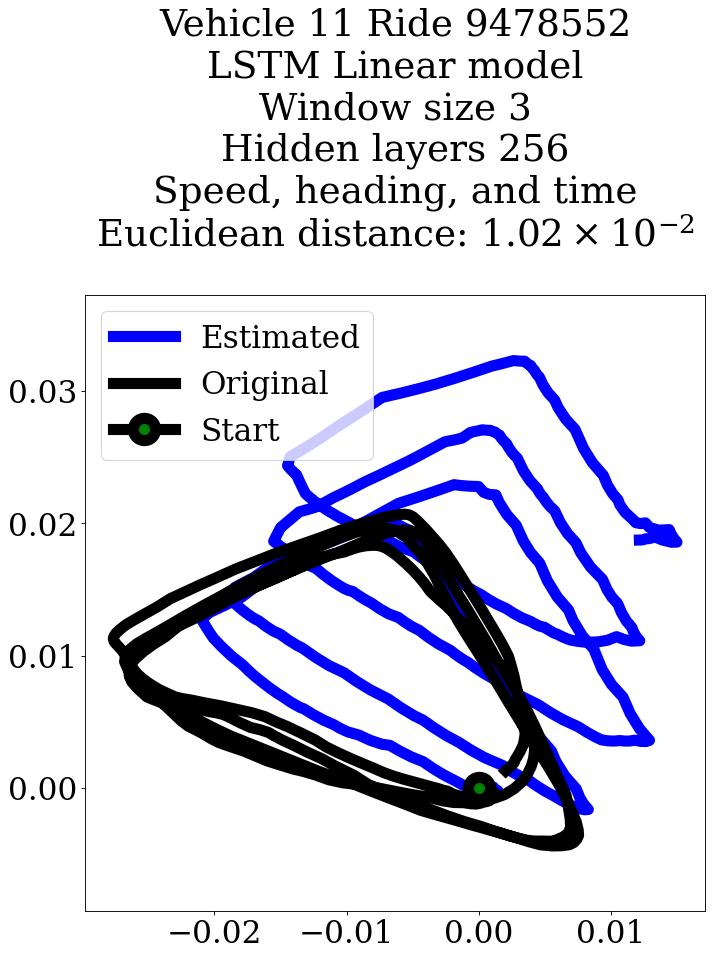 Vehicle 11 Ride 9478552
LSTM Linear model
Window size 3
Hidden layers 256
Speed, heading, and time
Euclidean distance: 1.02 × 10⁻²
Estimated
Original
Start
0.03
0.02
0.01
0.00
−0.02
−0.01
0.00
0.01